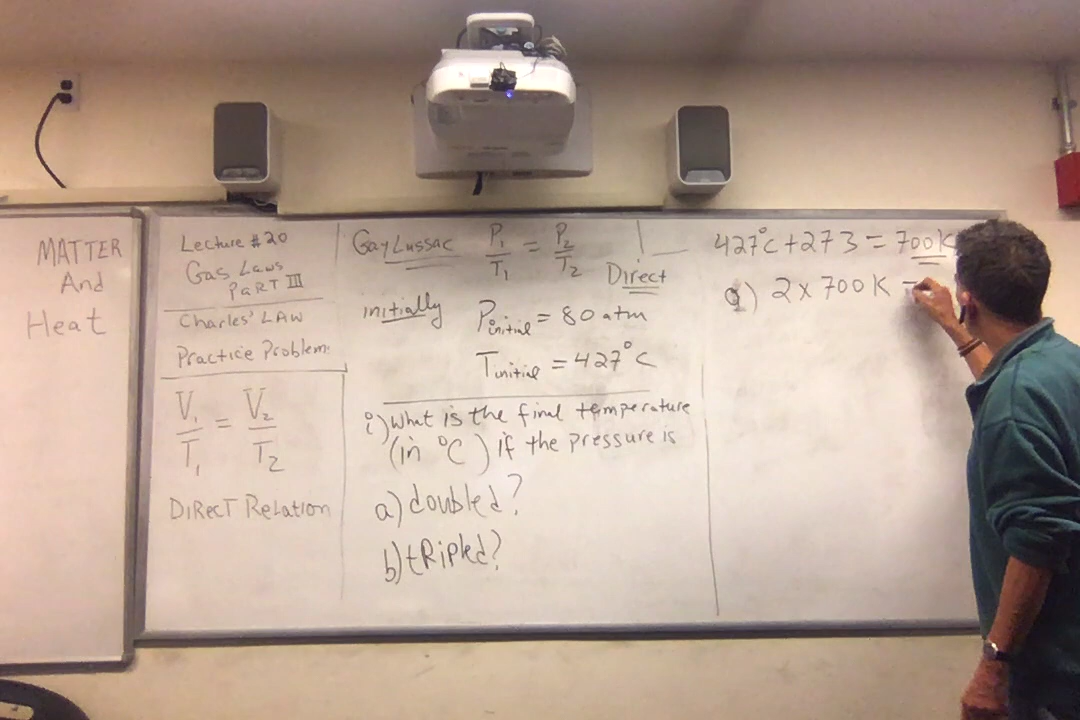 MATTER
And
Heat
Lecture #20
Gas Laws
PaRT III
Charles' LAW
Practice Problem:
V₁/T₁ = V₂/T₂
DIRECT RelatIon
Gay Lussac P₁/T₁ = P₂/T₂
Direct
initially Pinitial = 80 atm
Tinitial = 427°C
i) What is the final temperature
(in °C) if the pressure is
a) doubled?
b) tRipled?
427°C + 273 = 700K
a) 2 x 700K =